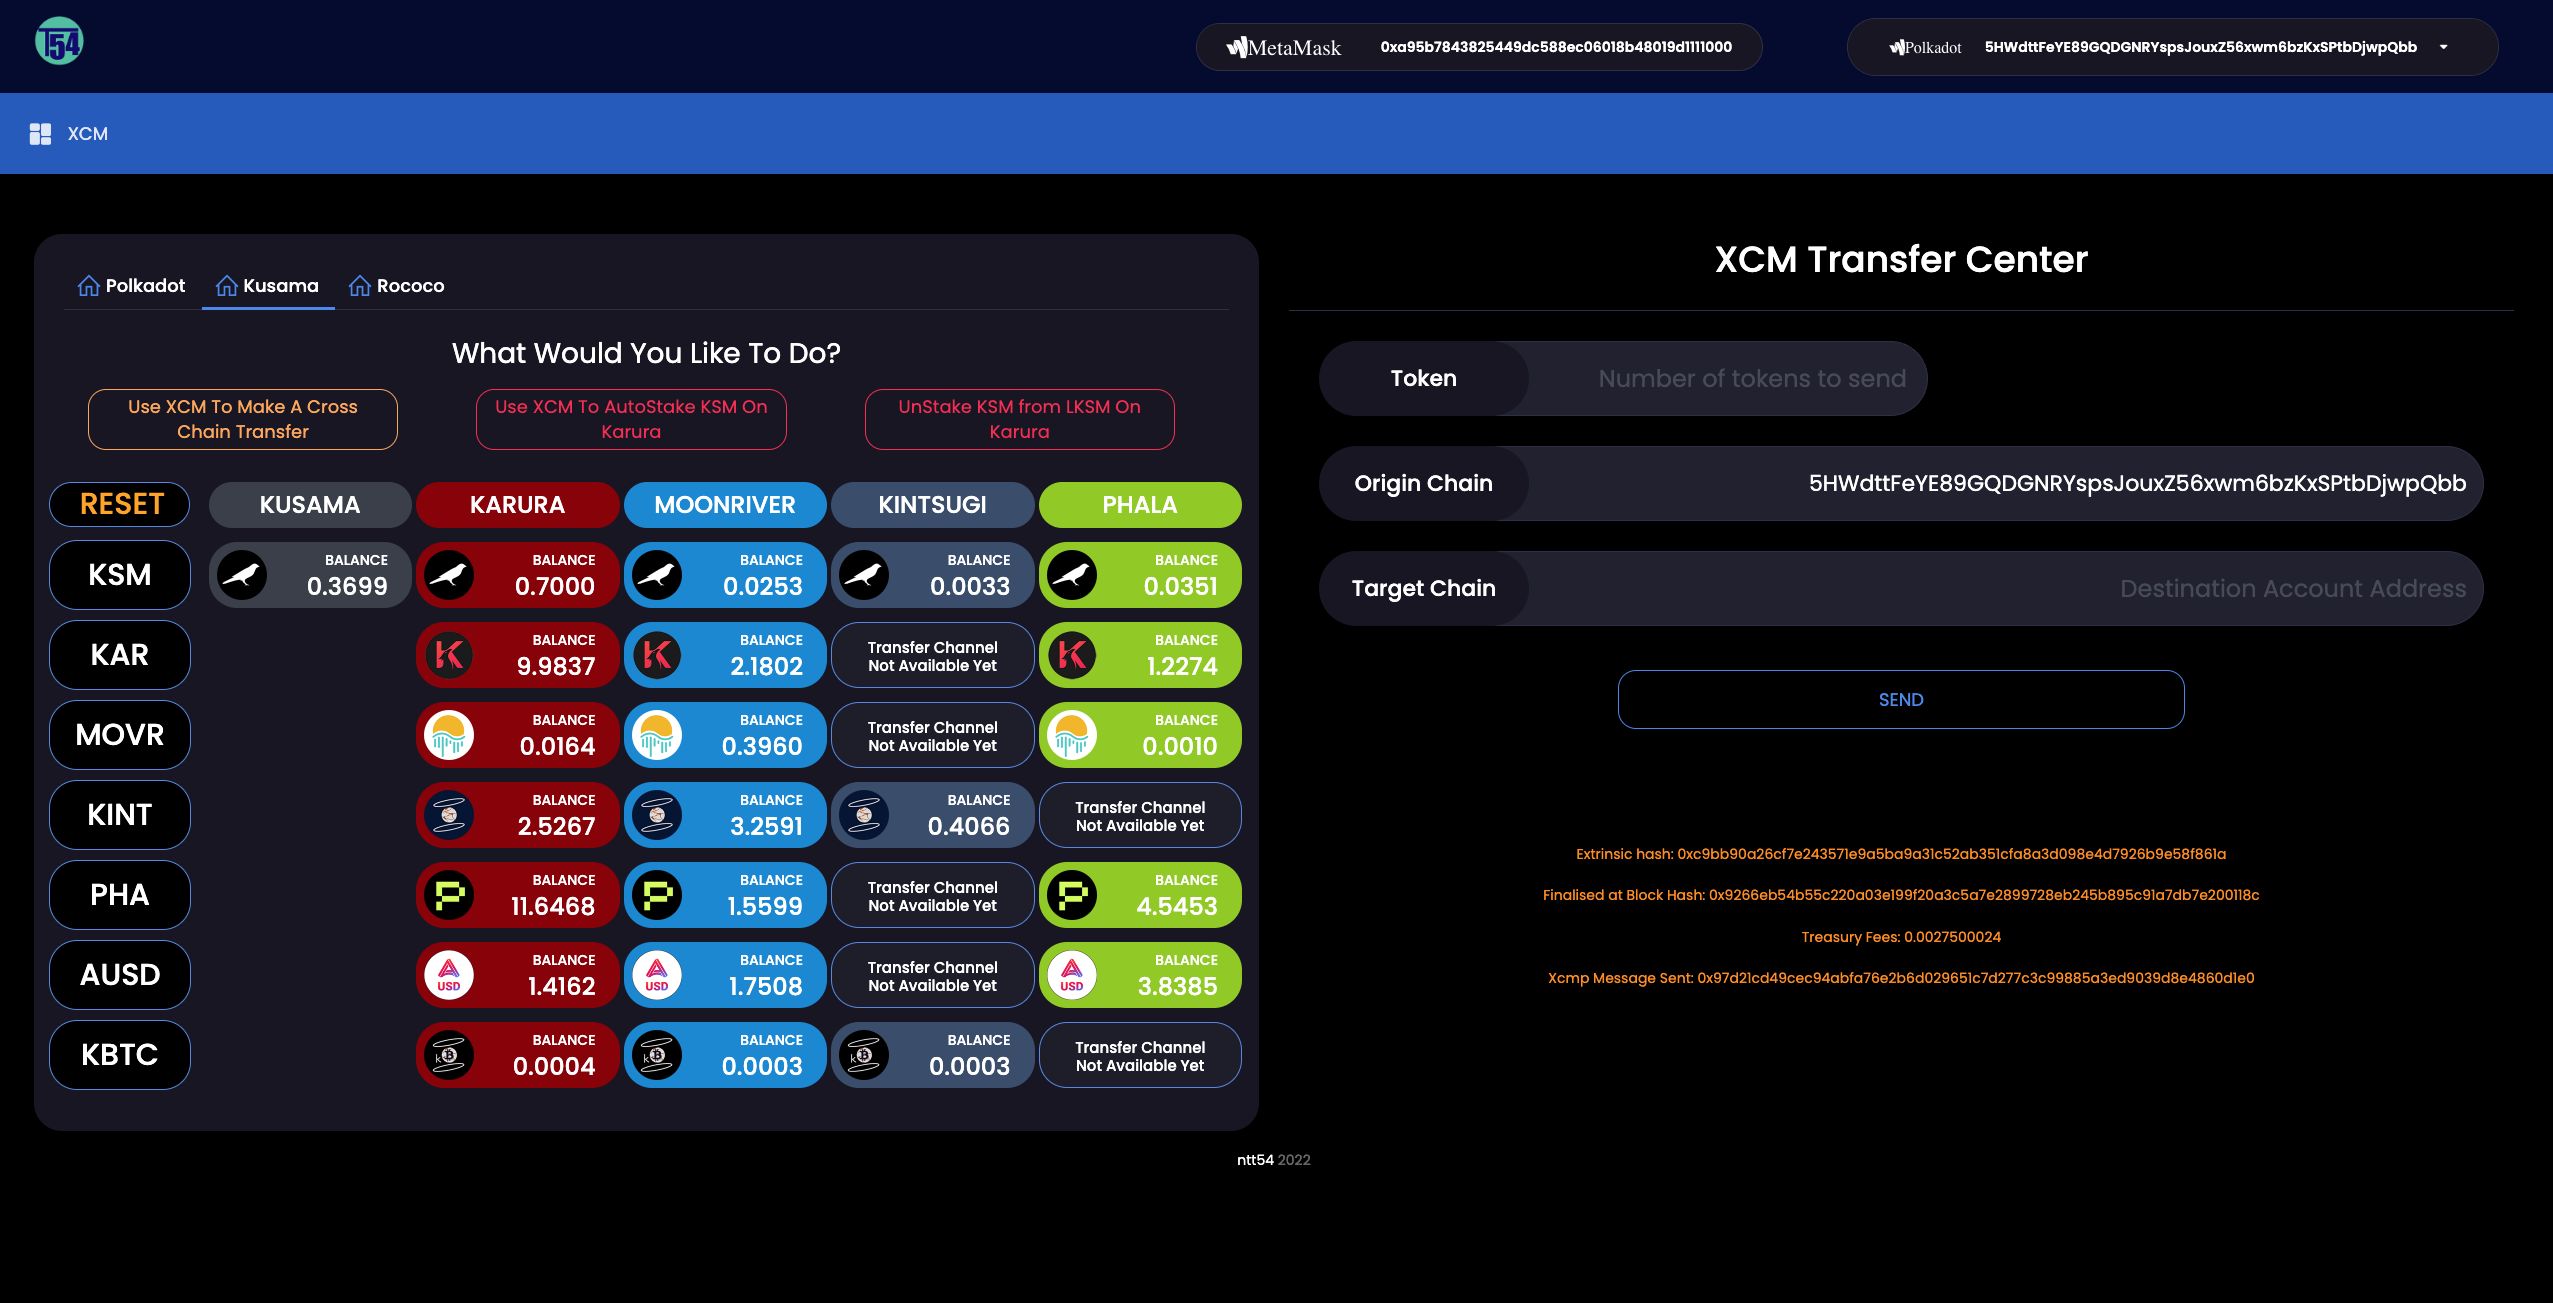 T54
MetaMask 0xa95b7843825449dc588ec06018b48019d1111000
Polkadot 5HWdttFeYE89GQDGNRYspsJouxZ56xwm6bzKxSPtbDjwpQbb
XCM
Polkadot Kusama Rococo
What Would You Like To Do?
Use XCM To Make A Cross
Chain Transfer
Use XCM To AutoStake KSM On
Karura
UnStake KSM from LKSM On
Karura
RESET KUSAMA KARURA MOONRIVER KINTSUGI PHALA
KSM
BALANCE BALANCE BALANCE BALANCE BALANCE
0.3699 0.7000 0.0253 0.0033 0.0351
KAR
BALANCE BALANCE Transfer Channel BALANCE
9.9837 2.1802 Not Available Yet 1.2274
MOVR
BALANCE BALANCE Transfer Channel BALANCE
0.0164 0.3960 Not Available Yet 0.0010
KINT
BALANCE BALANCE BALANCE Transfer Channel
2.5267 3.2591 0.4066 Not Available Yet
PHA
BALANCE BALANCE Transfer Channel BALANCE
11.6468 1.5599 Not Available Yet 4.5453
AUSD
USD BALANCE USD BALANCE Transfer Channel USD BALANCE
1.4162 1.7508 Not Available Yet 3.8385
KBTC
BALANCE BALANCE BALANCE Transfer Channel
0.0004 0.0003 0.0003 Not Available Yet
XCM Transfer Center
Token Number of tokens to send
Origin Chain 5HWdttFeYE89GQDGNRYspsJouxZ56xwm6bzKxSPtbDjwpQbb
Target Chain Destination Account Address
SEND
Extrinsic hash: 0xc9bb90a26cf7e243571e9a5ba9a31c52ab351cfa8a3d098e4d7926b9e58f861a
Finalised at Block Hash: 0x9266eb54b55c220a03e199f20a3c5a7e2899728eb245b895c91a7db7e200118c
Treasury Fees: 0.0027500024
Xcmp Message Sent: 0x97d21cd49cec94abfa76e2b6d029651c7d277c3c99885a3ed9039d8e4860d1e0
ntt54 2022